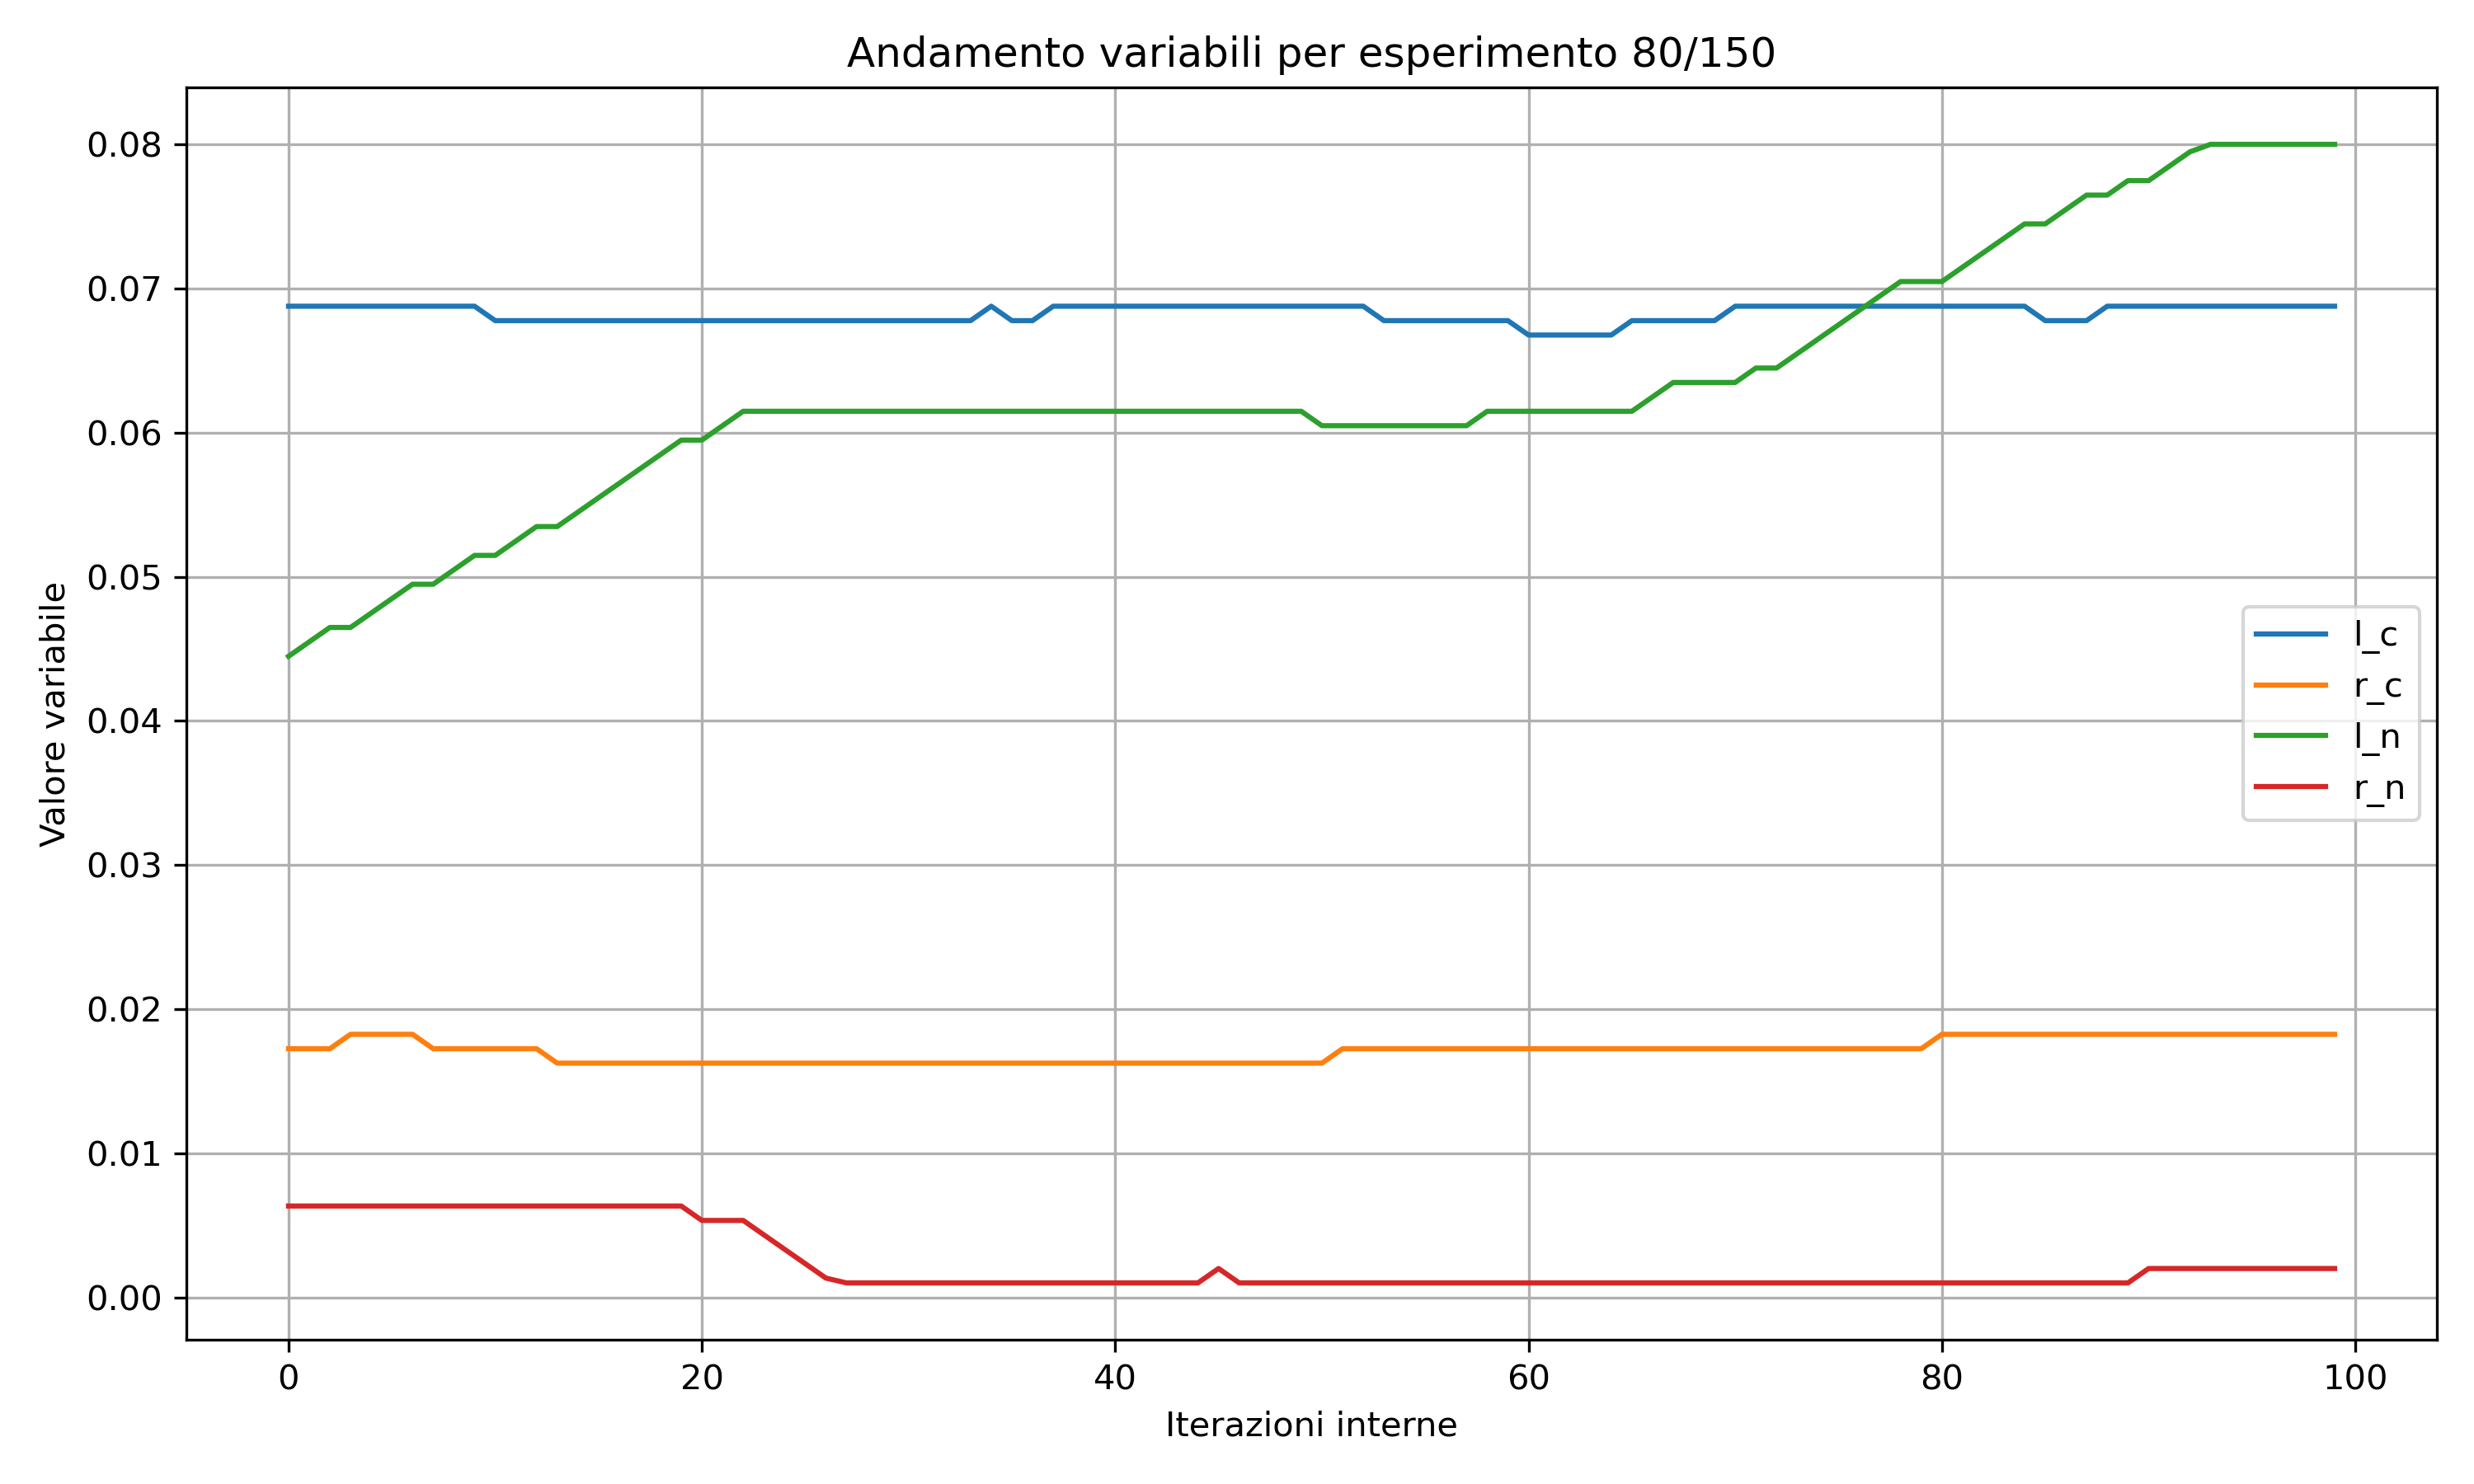 Andamento variabili per esperimento 80/150
Valore variabile
0.08
0.07
0.06
0.05
0.04
0.03
0.02
0.01
0.00
l_c
r_c
l_n
r_n
0 20 40 60 80 100
Iterazioni interne